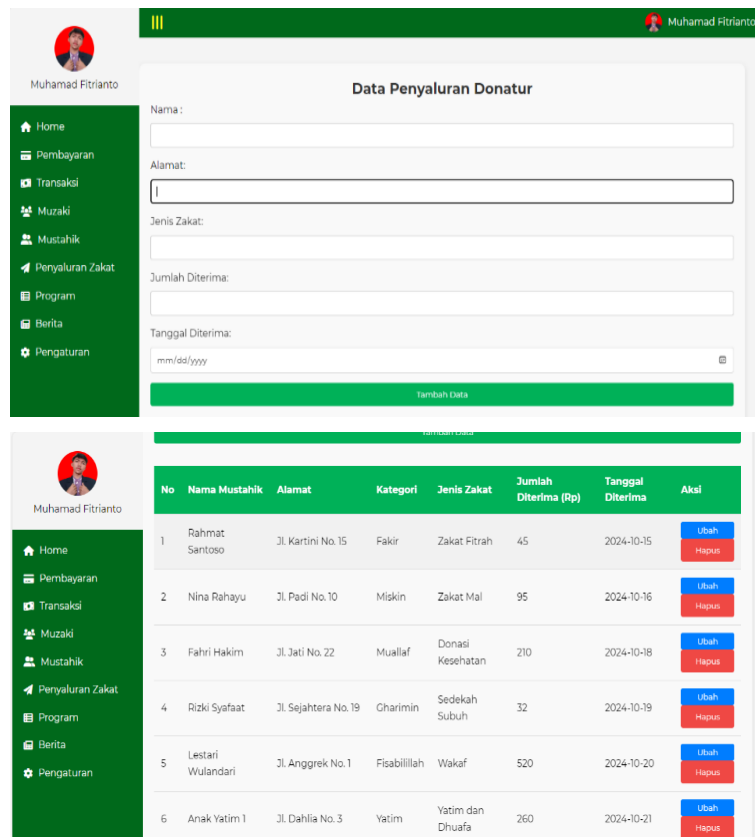 Muhamad Fitrianto
Muhamad Fitrianto
Home
Pembayaran
Transaksi
Muzaki
Mustahik
Penyaluran Zakat
Program
Berita
Pengaturan
Data Penyaluran Donatur
Nama :
Alamat:
Jenis Zakat:
Jumlah Diterima:
Tanggal Diterima:
mm/dd/yyyy
Tambah Data
Tambah Data
Muhamad Fitrianto
Home
Pembayaran
Transaksi
Muzaki
Mustahik
Penyaluran Zakat
Program
Berita
Pengaturan
No Nama Mustahik Alamat Kategori Jenis Zakat Jumlah Diterima (Rp) Tanggal Diterima Aksi
1 Rahmat Santoso Jl. Kartini No. 15 Fakir Zakat Fitrah 45 2024-10-15 Ubah Hapus
2 Nina Rahayu Jl. Padi No. 10 Miskin Zakat Mal 95 2024-10-16 Ubah Hapus
3 Fahri Hakim Jl. Jati No. 22 Muallaf Donasi Kesehatan 210 2024-10-18 Ubah Hapus
4 Rizki Syafaat Jl. Sejahtera No. 19 Gharimin Sedekah Subuh 32 2024-10-19 Ubah Hapus
5 Lestari Wulandari Jl. Anggrek No. 1 Fisabilillah Wakaf 520 2024-10-20 Ubah Hapus
6 Anak Yatim 1 Jl. Dahlia No. 3 Yatim Yatim dan Dhuafa 260 2024-10-21 Ubah Hapus